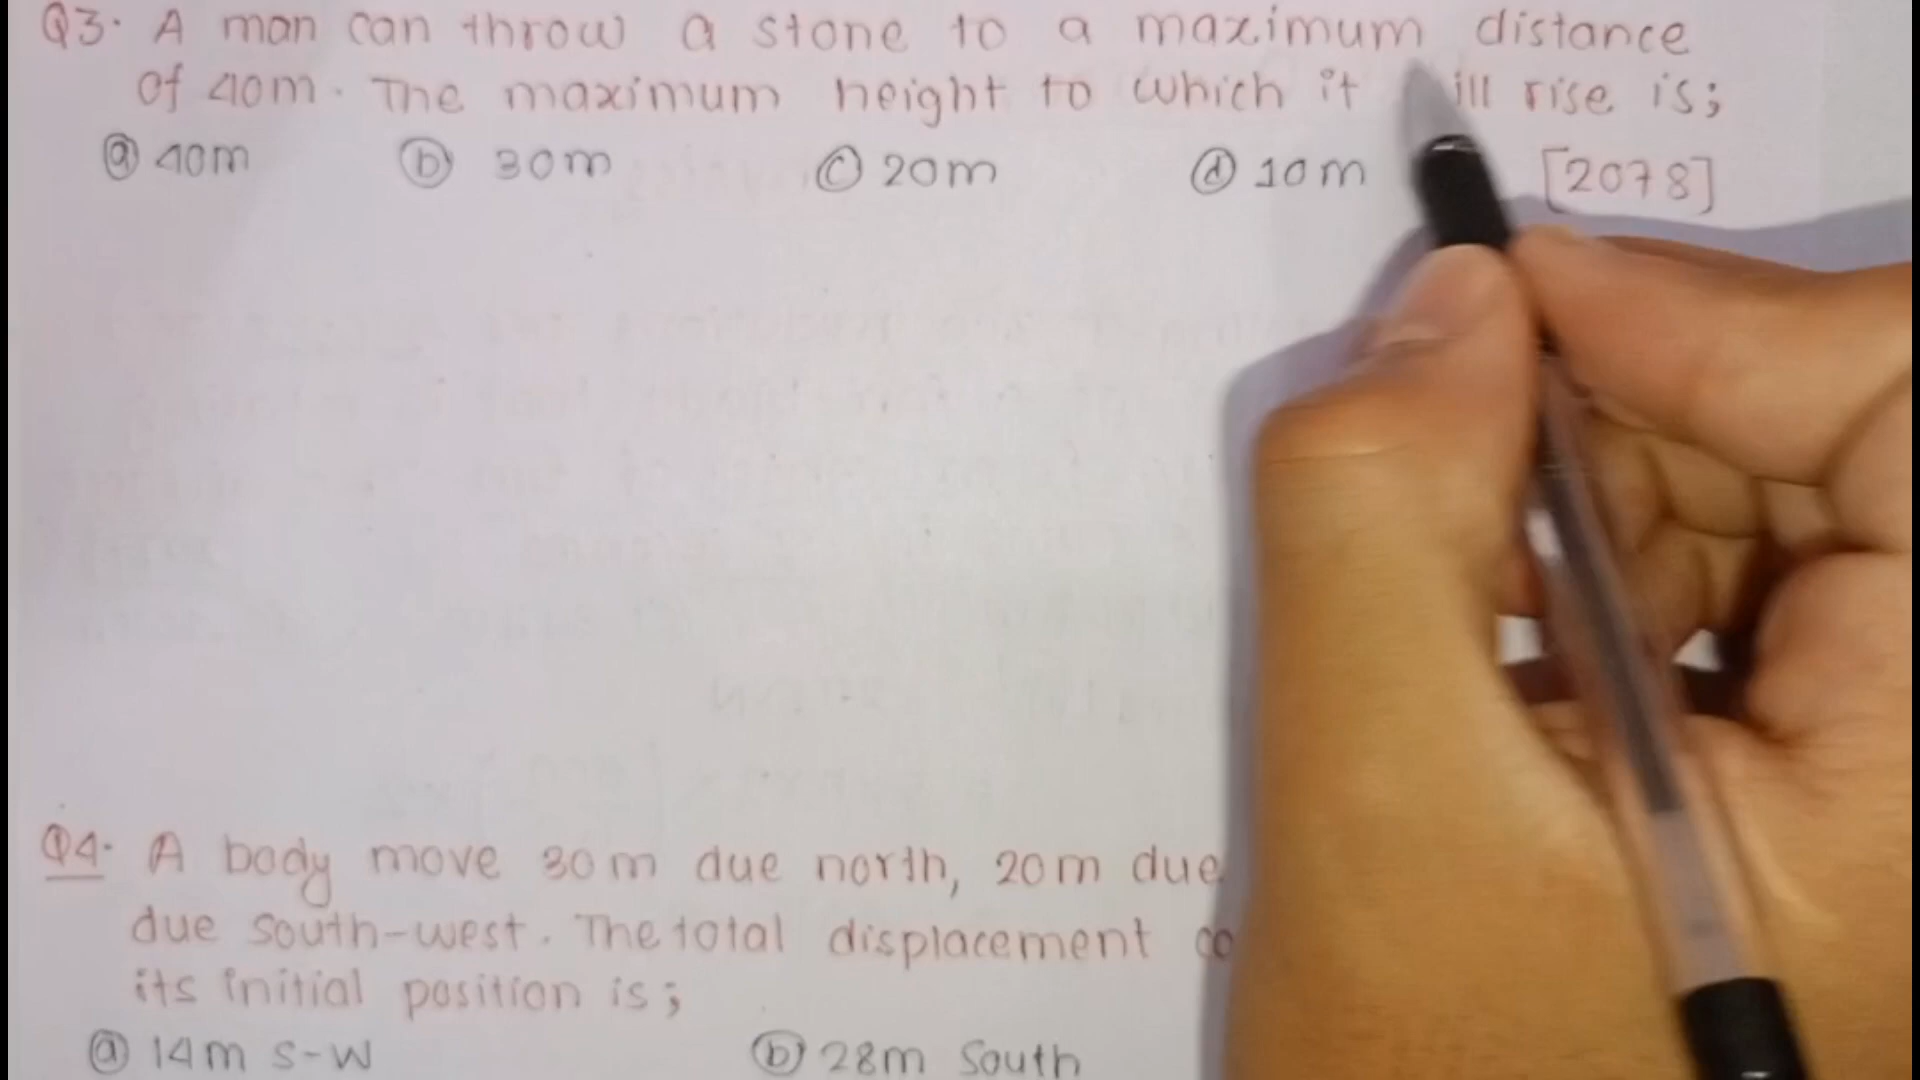 Q3. A man can throw a stone to a maximum distance
of 40m. The maximum height to which it ill rise is;
ⓐ 40m ⓑ 30m ⓒ 20m ⓓ 10m [2078]
Q4. A body move 30m due north, 20m due
due south-west. The total displacement co
its initial position is;
ⓐ 14m S-W ⓑ 28m South